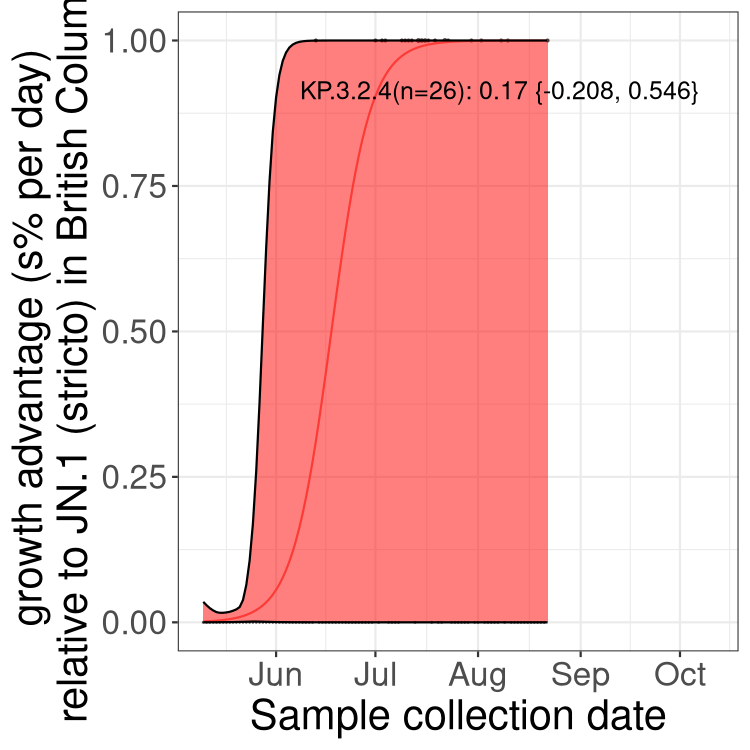 growth advantage (s% per day)
relative to JN.1 (stricto) in British Colum
1.00
0.75
0.50
0.25
0.00
KP.3.2.4(n=26): 0.17 {-0.208, 0.546}
Jun Jul Aug Sep Oct
Sample collection date